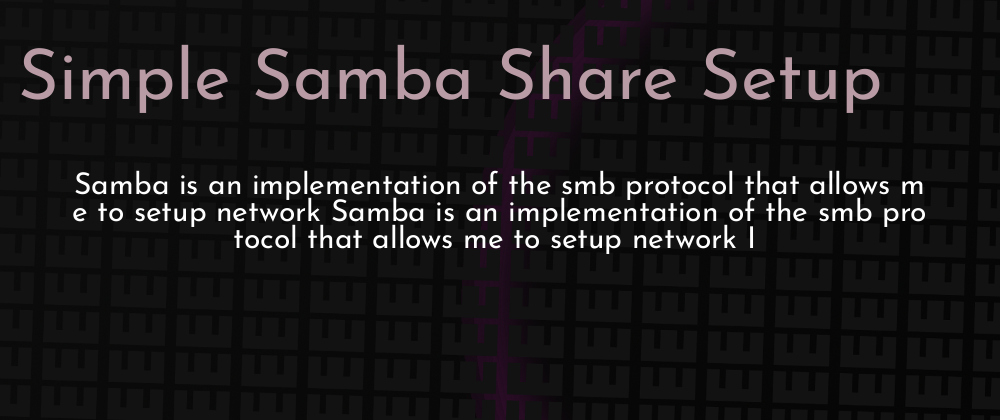 Simple Samba Share Setup
Samba is an implementation of the smb protocol that allows m
e to setup network Samba is an implementation of the smb pro
tocol that allows me to setup network I